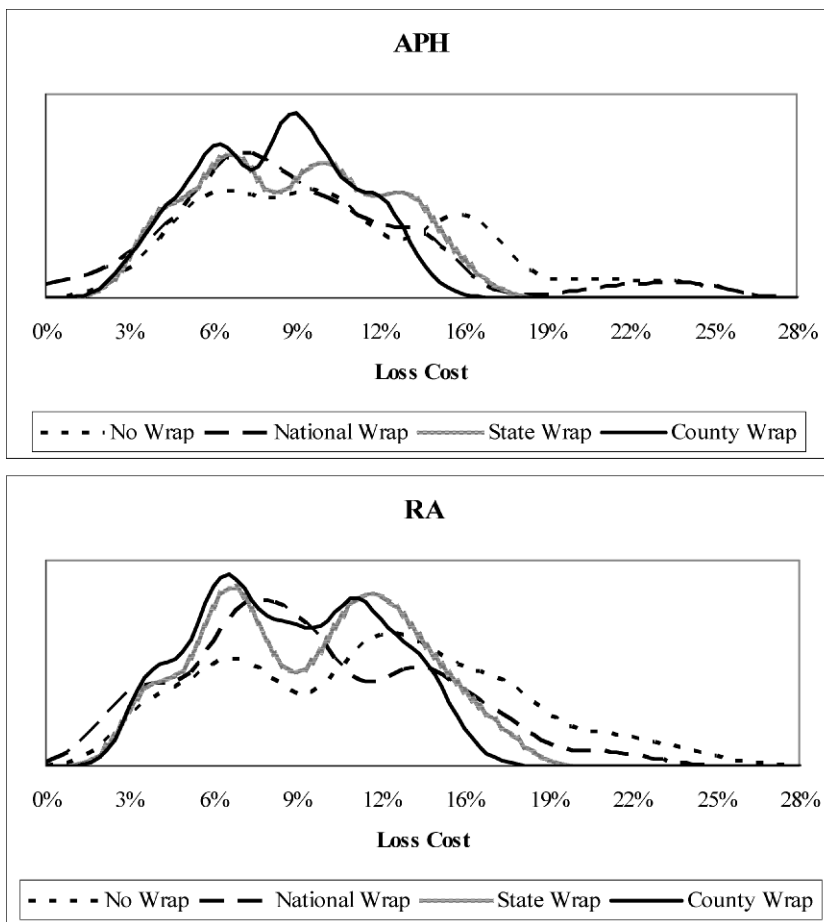 APH
0% 3% 6% 9% 12% 16% 19% 22% 25% 28%
Loss Cost
No Wrap National Wrap State Wrap County Wrap
RA
0% 3% 6% 9% 12% 16% 19% 22% 25% 28%
Loss Cost
No Wrap National Wrap State Wrap County Wrap